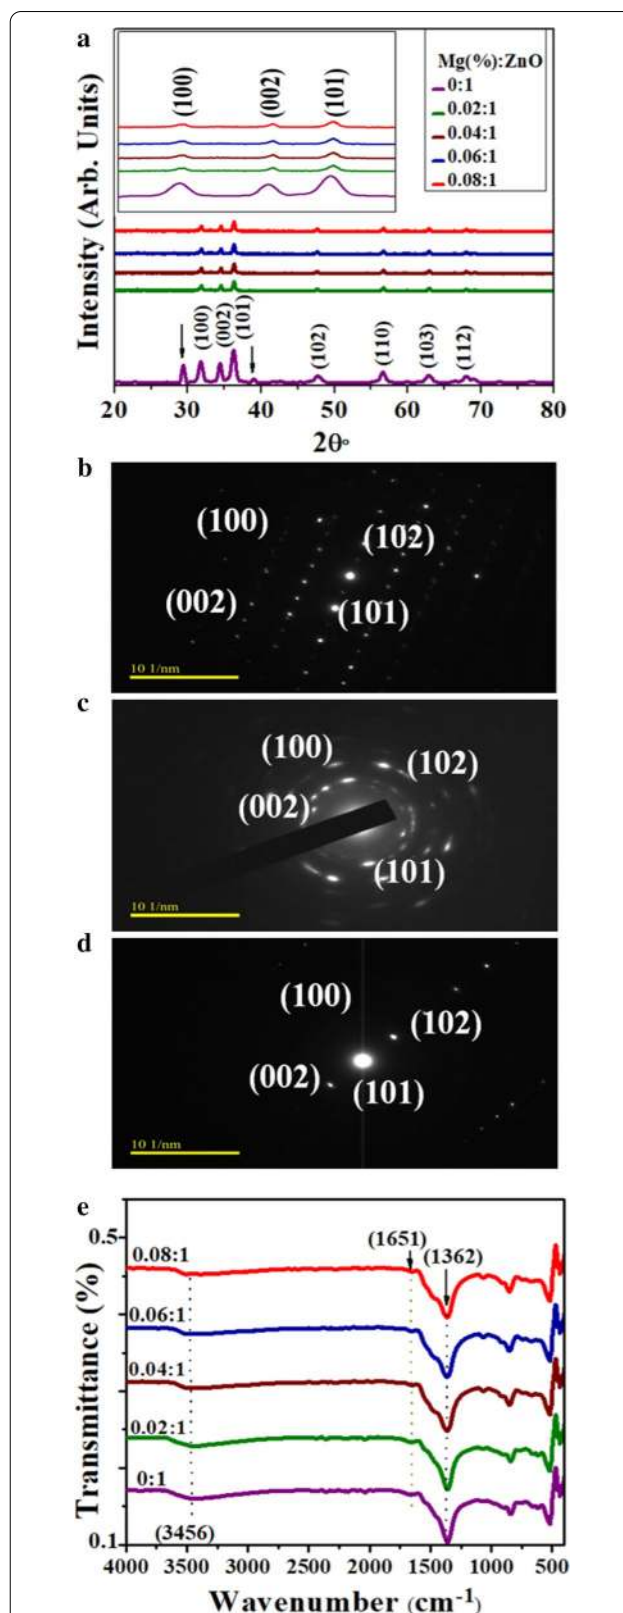 a
(100)
(002)
(101)
Mg(%):ZnO
0:1
0.02:1
0.04:1
0.06:1
0.08:1
Intensity (Arb. Units)
(100)
(002)
(101)
(102)
(110)
(103)
(112)
20 30 40 50 60 70 80
2θ°
b
(100)
(102)
(002)
(101)
10 1/nm
c
(100)
(102)
(002)
(101)
10 1/nm
d
(100)
(102)
(002)
(101)
10 1/nm
e
Transmittance (%)
0.5
0.1
(1651)
(1362)
0.08:1
0.06:1
0.04:1
0.02:1
0:1
(3456)
4000 3500 3000 2500 2000 1500 1000 500
Wavenumber (cm-1)